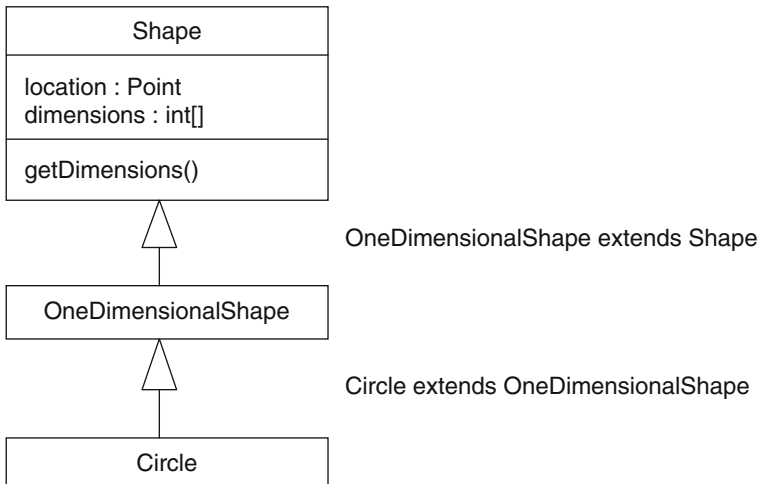 Shape
location : Point
dimensions : int[]
getDimensions()
OneDimensionalShape extends Shape
OneDimensionalShape
Circle extends OneDimensionalShape
Circle